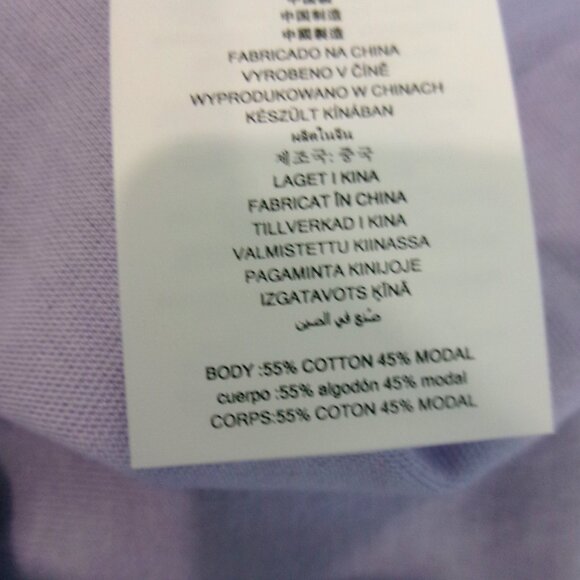 中国制造
中國製造
FABRICADO NA CHINA
VYROBENO V ČÍNĚ
WYPRODUKOWANO W CHINACH
KÉSZÜLT KÍNÁBAN
ผลิตในจีน
제조국: 중국
LAGET I KINA
FABRICAT ÎN CHINA
TILLVERKAD I KINA
VALMISTETTU KIINASSA
PAGAMINTA KINIJOJE
IZGATAVOTS ĶĪNĀ
صنع في الصين
BODY :55% COTTON 45% MODAL
cuerpo :55% algodón 45% modal
CORPS:55% COTON 45% MODAL